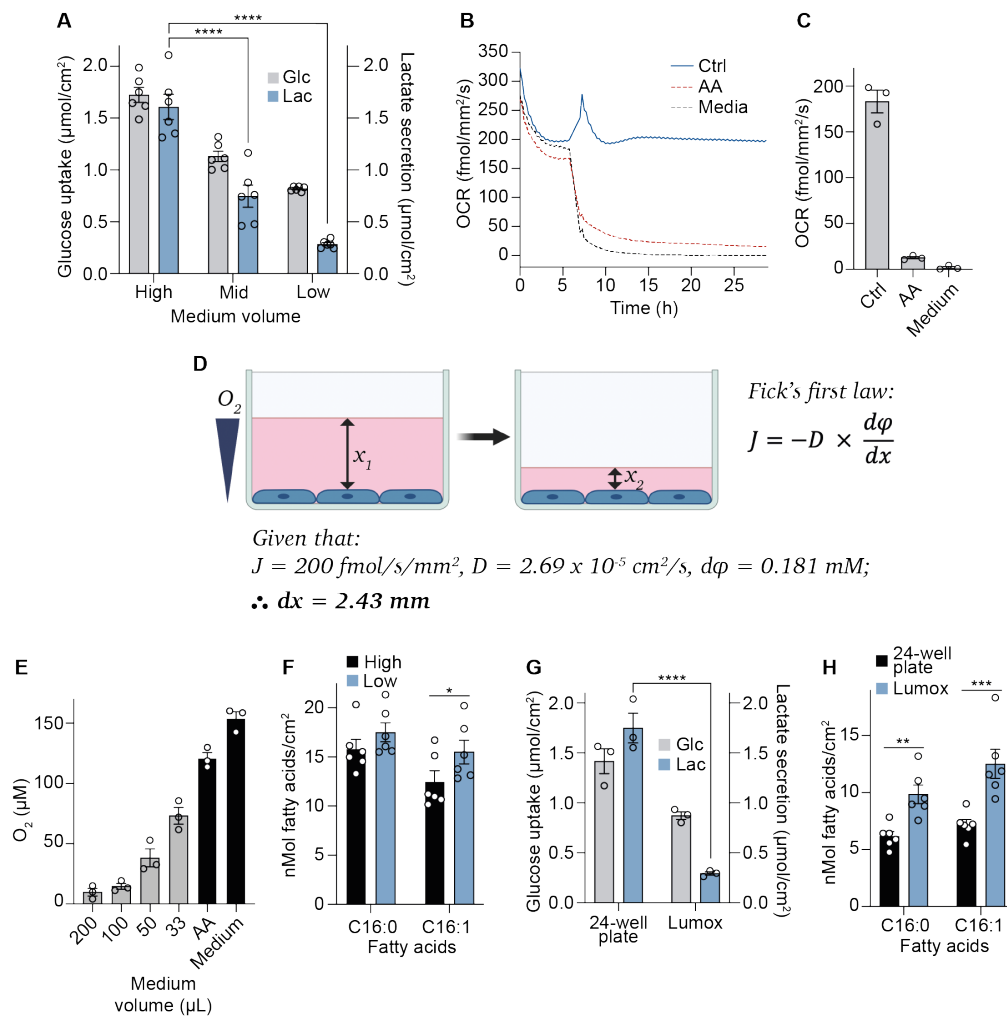 A
****
****
Glucose uptake (µmol/cm²)
2.0
1.5
1.0
0.5
0.0
Glc
Lac
2.0
1.5
1.0
0.5
0.0
Lactate secretion (µmol/cm²)
High Mid Low
Medium volume
B
OCR (fmol/mm²/s)
350
300
250
200
150
100
50
0
Ctrl
AA
Media
0 5 10 15 20 25
Time (h)
C
OCR (fmol/mm²/s)
200
150
100
50
0
Ctrl
AA
Medium
D
O₂
x₁
x₂
Fick's first law:
J = −D × dφ/dx
Given that:
J = 200 fmol/s/mm², D = 2.69 x 10⁻⁵ cm²/s, dφ = 0.181 mM;
∴ dx = 2.43 mm
E
O₂ (µM)
150
100
50
0
200 100 50 33 AA Medium
Medium
volume (µL)
F
High
Low
*
nMol fatty acids/cm²
20
15
10
5
0
C16:0 C16:1
Fatty acids
G
****
Glucose uptake (µmol/cm²)
2.0
1.5
1.0
0.5
0.0
Glc
Lac
2.0
1.5
1.0
0.5
0.0
Lactate secretion (µmol/cm²)
24-well
plate
Lumox
H
24-well
plate
Lumox
***
**
nMol fatty acids/cm²
20
15
10
5
0
C16:0 C16:1
Fatty acids